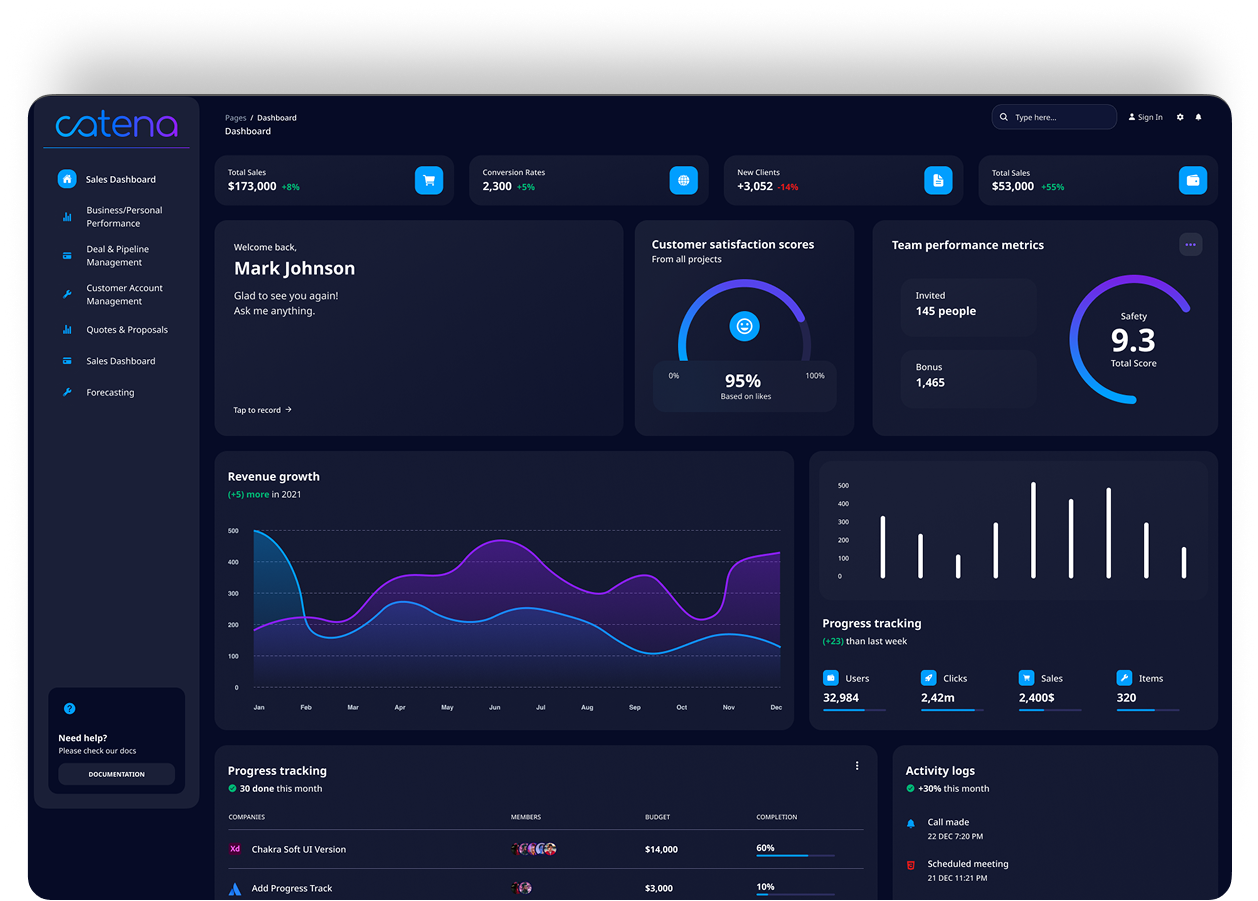 catena
Pages / Dashboard
Dashboard
Type here...
Sign In
Sales Dashboard
Business/Personal
Performance
Deal & Pipeline
Management
Customer Account
Management
Quotes & Proposals
Sales Dashboard
Forecasting
Need help?
Please check our docs
DOCUMENTATION
Total Sales
$173,000 +8%
Conversion Rates
2,300 +5%
New Clients
+3,052 -14%
Total Sales
$53,000 +55%
Welcome back,
Mark Johnson
Glad to see you again!
Ask me anything.
Tap to record
Customer satisfaction scores
From all projects
0%
95%
100%
Based on likes
Team performance metrics
Invited
145 people
Bonus
1,465
Safety
9.3
Total Score
Revenue growth
(+5) more in 2021
500
400
300
200
100
0
Jan Feb Mar Apr May Jun Jul Aug Sep Oct Nov Dec
500
400
300
200
100
0
Progress tracking
(+23) than last week
Users Clicks Sales Items
32,984 2,42m 2,400$ 320
Progress tracking
30 done this month
COMPANIES MEMBERS BUDGET COMPLETION
Xd Chakra Soft UI Version $14,000 60%
Add Progress Track $3,000 10%
Activity logs
+30% this month
Call made
22 DEC 7:20 PM
Scheduled meeting
21 DEC 11:21 PM